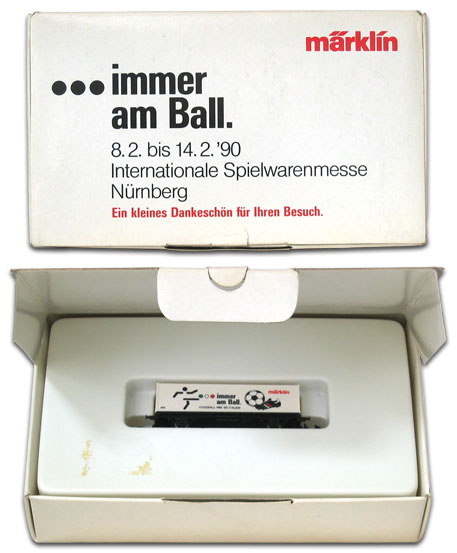 märklin
...immer
am Ball.
8.2. bis 14.2.'90
Internationale Spielwarenmesse
Nürnberg
Ein kleines Dankeschön für Ihren Besuch.
immer
am Ball.
märklin